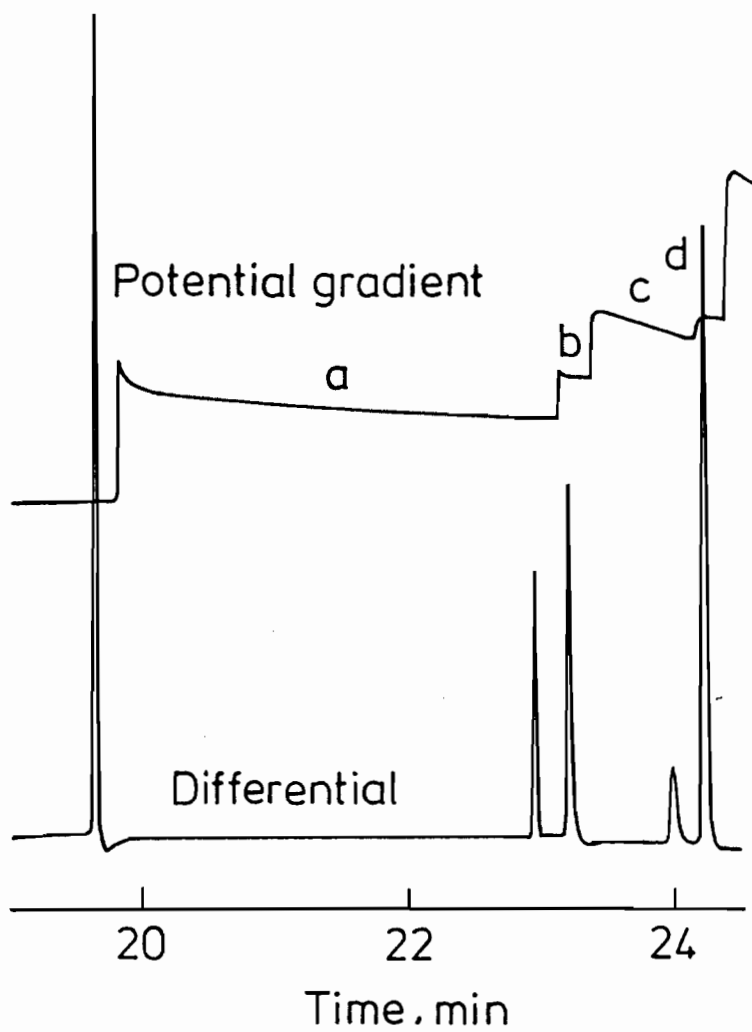 Potential gradient
a
b
c
d
Differential
20 22 24
Time, min